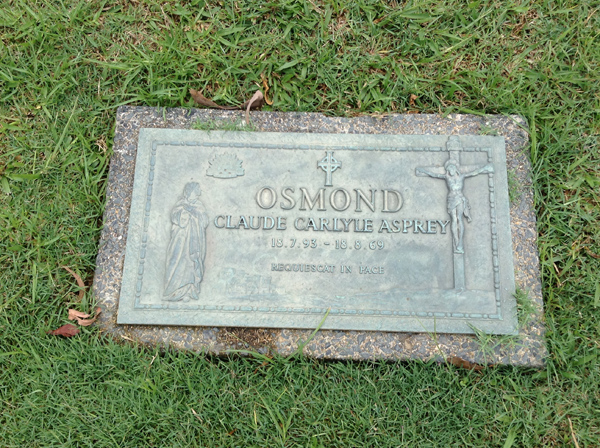 OSMOND
CLAUDE CARLYLE ASPREY
18.7.93 - 18.8.69
REQUIESCAT IN PACE